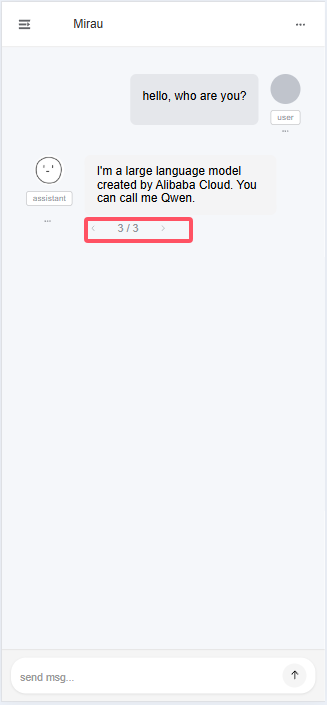 Mirau
hello, who are you?
user
I'm a large language model
created by Alibaba Cloud. You
can call me Qwen.
assistant
3 / 3
send msg...